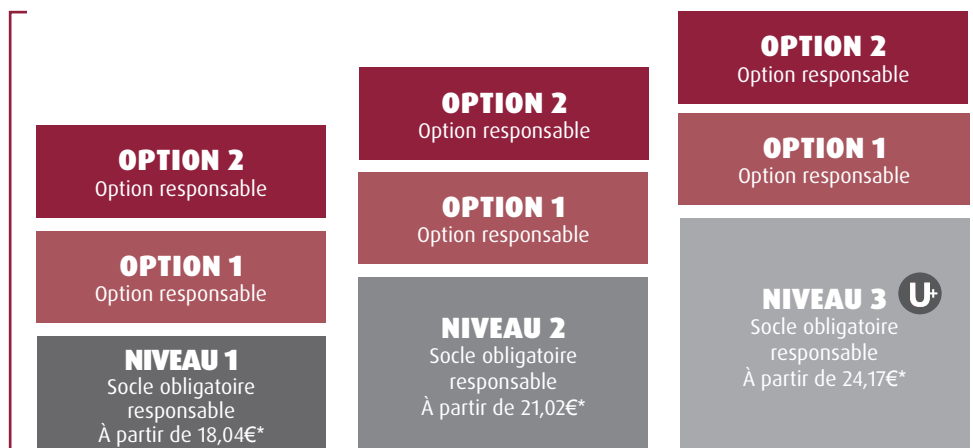 OPTION 2
Option responsable
OPTION 1
Option responsable
NIVEAU 1
Socle obligatoire
responsable
À partir de 18,04€*
OPTION 2
Option responsable
OPTION 1
Option responsable
NIVEAU 2
Socle obligatoire
responsable
À partir de 21,02€*
OPTION 2
Option responsable
OPTION 1
Option responsable
NIVEAU 3 U+
Socle obligatoire
responsable
À partir de 24,17€*